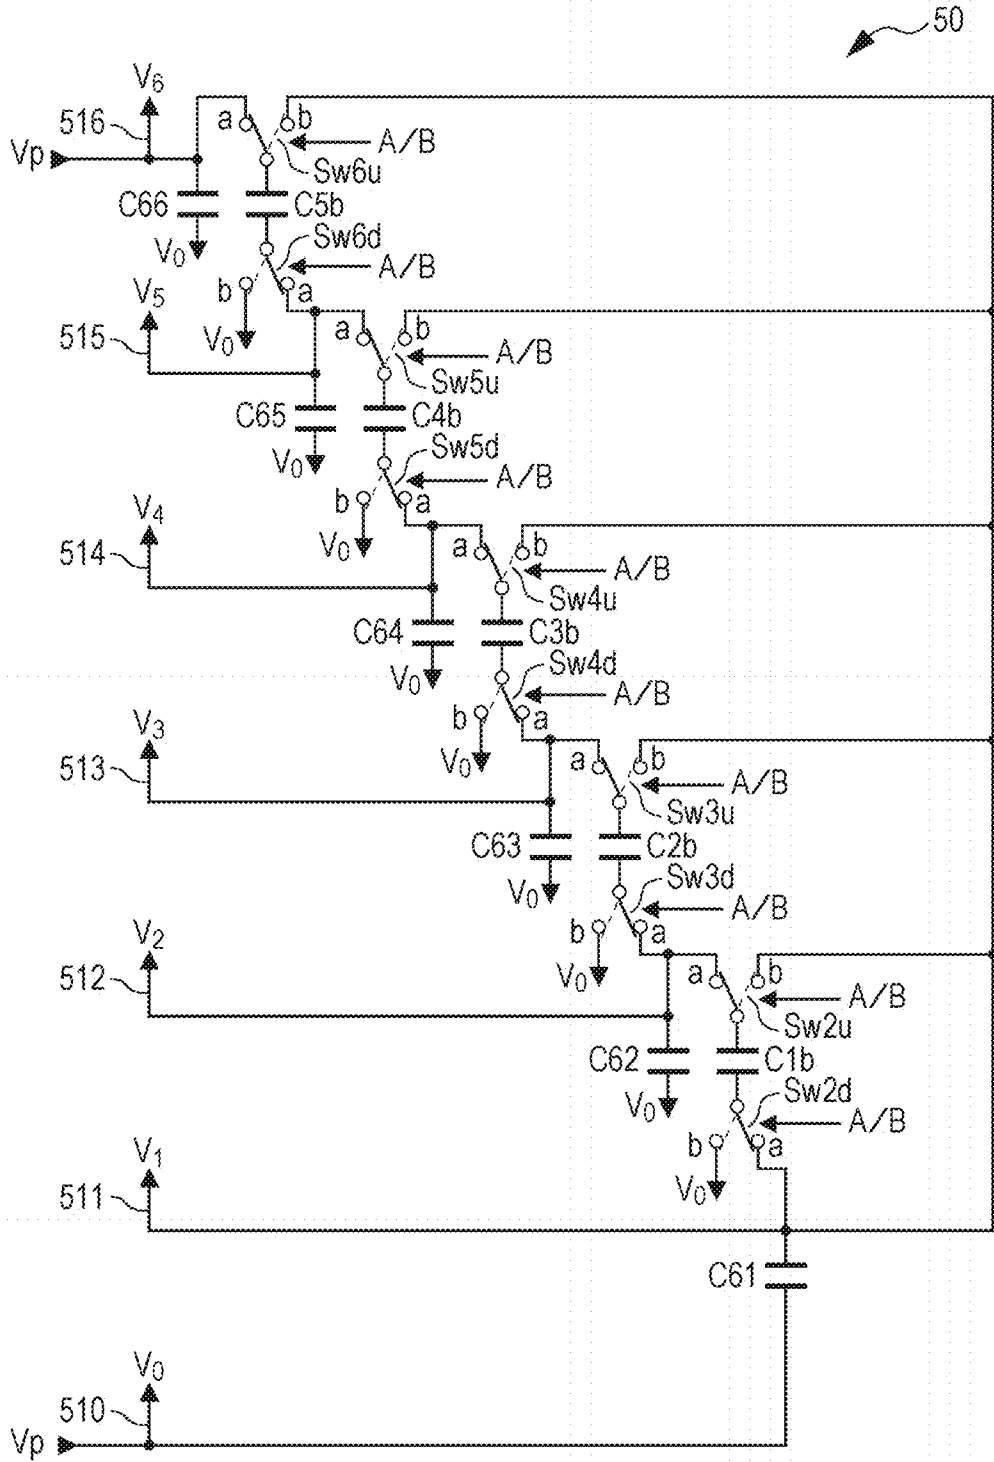 50
V6
516
a
b
A/B
Vp
Sw6u
C66
C5b
V0
Sw6d
A/B
b
a
V5
V0
515
a
b
A/B
Sw5u
C65
C4b
V0
Sw5d
A/B
b
a
V4
V0
514
a
b
A/B
Sw4u
C64
C3b
V0
Sw4d
A/B
b
a
V3
V0
513
a
b
A/B
Sw3u
C63
C2b
V0
Sw3d
A/B
b
a
V2
V0
512
a
b
A/B
Sw2u
C62
C1b
V0
Sw2d
A/B
b
a
V1
V0
511
C61
V0
510
Vp